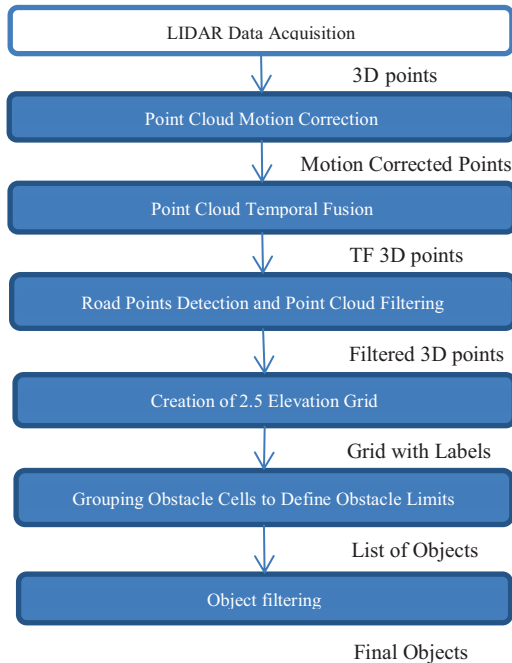 LIDAR Data Acquisition
3D points
Point Cloud Motion Correction
Motion Corrected Points
Point Cloud Temporal Fusion
TF 3D points
Road Points Detection and Point Cloud Filtering
Filtered 3D points
Creation of 2.5 Elevation Grid
Grid with Labels
Grouping Obstacle Cells to Define Obstacle Limits
List of Objects
Object filtering
Final Objects